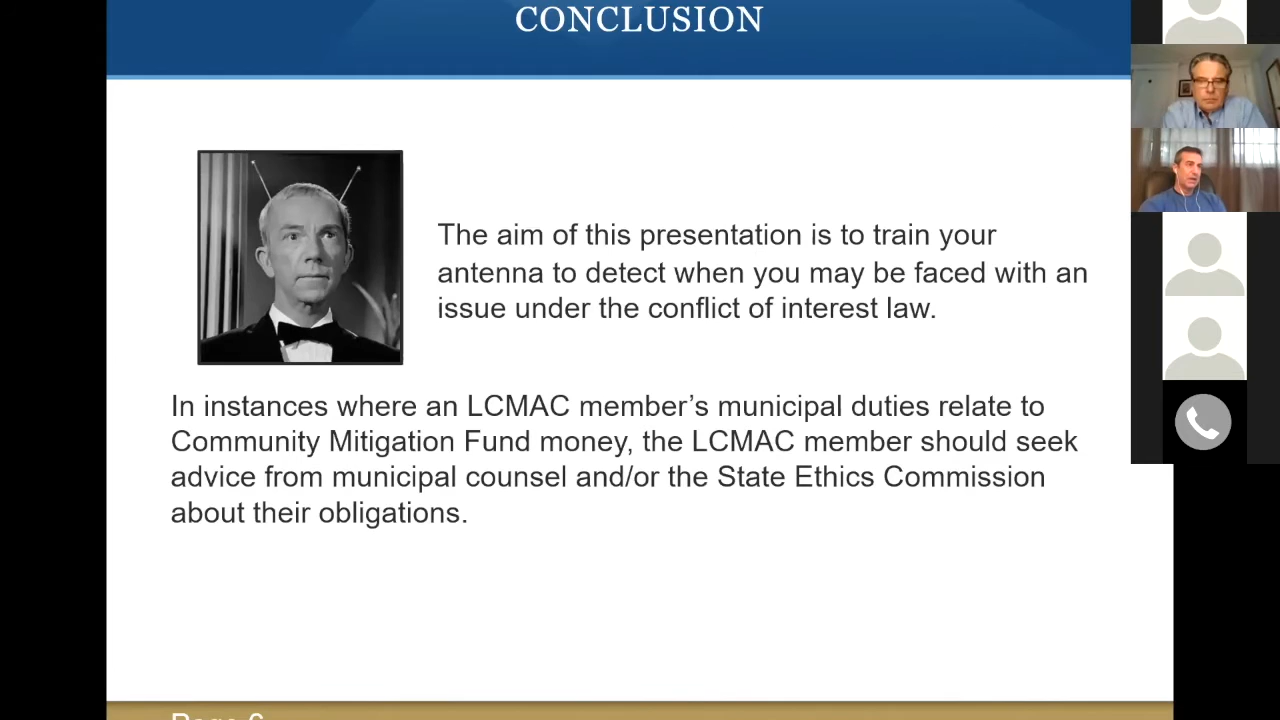 CONCLUSION
The aim of this presentation is to train your
antenna to detect when you may be faced with an
issue under the conflict of interest law.
In instances where an LCMAC member’s municipal duties relate to
Community Mitigation Fund money, the LCMAC member should seek
advice from municipal counsel and/or the State Ethics Commission
about their obligations.
Page 6